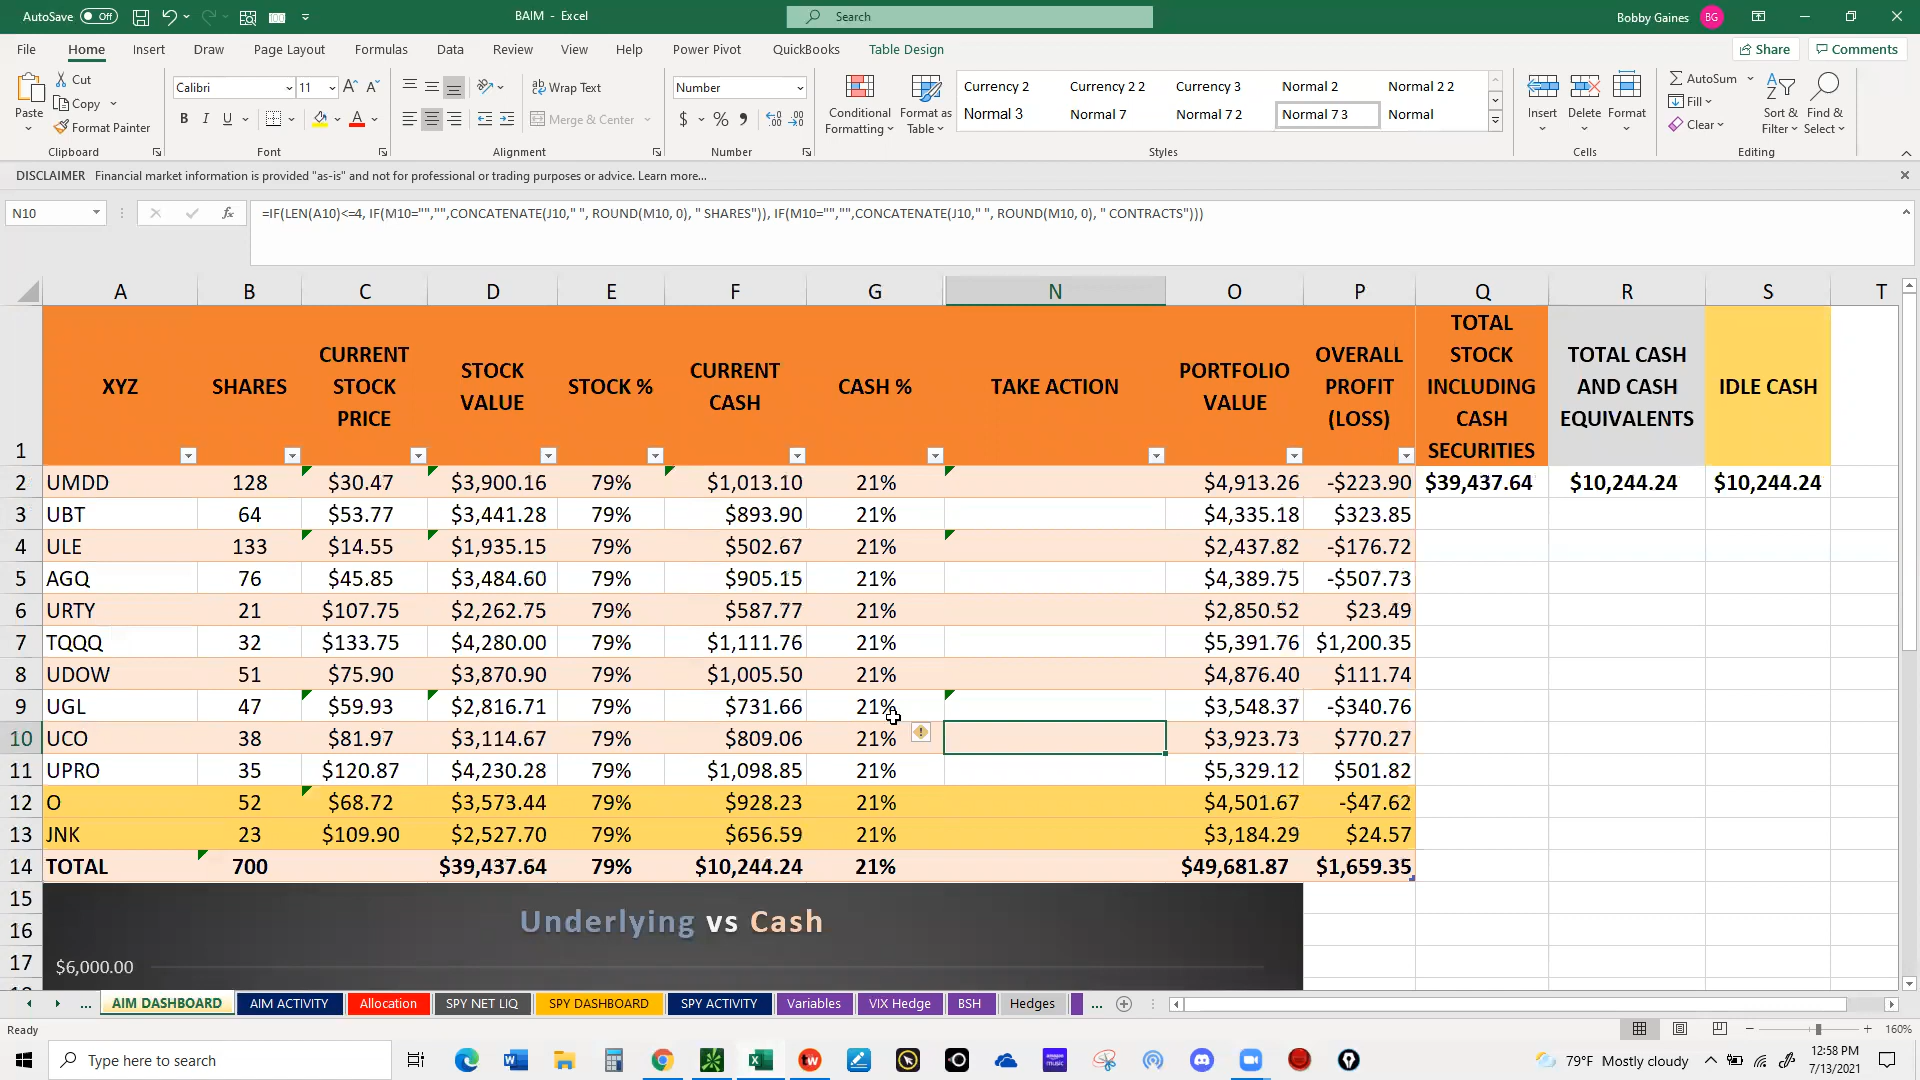 AutoSave Off BAIM - Excel Search Bobby Gaines BG
File Home Insert Draw Page Layout Formulas Data Review View Help Power Pivot QuickBooks Table Design Share Comments
Cut
Copy
Format Painter
Paste
Clipboard
Calibri 11
B I U
Font
Wrap Text
Merge & Center
Alignment
Number
$ % 9
Number
Conditional Formatting
Format as Table
Currency 2 Currency 2 2 Currency 3 Normal 2 Normal 2 2
Normal 3 Normal 7 Normal 7 2 Normal 7 3 Normal
Styles
Insert Delete Format
Cells
AutoSum
Fill
Clear
Sort & Filter
Find & Select
Editing
DISCLAIMER Financial market information is provided "as-is" and not for professional or trading purposes or advice. Learn more...
N10 fx =IF(LEN(A10)<=4, IF(M10="","",CONCATENATE(J10," ", ROUND(M10, 0), " SHARES")), IF(M10="","",CONCATENATE(J10," ", ROUND(M10, 0), " CONTRACTS")))
A B C D E F G N O P Q R S T
1 XYZ SHARES CURRENT STOCK PRICE STOCK VALUE STOCK % CURRENT CASH CASH % TAKE ACTION PORTFOLIO VALUE OVERALL PROFIT (LOSS) TOTAL STOCK INCLUDING CASH SECURITIES TOTAL CASH AND CASH EQUIVALENTS IDLE CASH
2 UMDD 128 $30.47 $3,900.16 79% $1,013.10 21% $4,913.26 -$223.90 $39,437.64 $10,244.24 $10,244.24
3 UBT 64 $53.77 $3,441.28 79% $893.90 21% $4,335.18 $323.85
4 ULE 133 $14.55 $1,935.15 79% $502.67 21% $2,437.82 -$176.72
5 AGQ 76 $45.85 $3,484.60 79% $905.15 21% $4,389.75 -$507.73
6 URTY 21 $107.75 $2,262.75 79% $587.77 21% $2,850.52 $23.49
7 TQQQ 32 $133.75 $4,280.00 79% $1,111.76 21% $5,391.76 $1,200.35
8 UDOW 51 $75.90 $3,870.90 79% $1,005.50 21% $4,876.40 $111.74
9 UGL 47 $59.93 $2,816.71 79% $731.66 21% $3,548.37 -$340.76
10 UCO 38 $81.97 $3,114.67 79% $809.06 21% $3,923.73 $770.27
11 UPRO 35 $120.87 $4,230.28 79% $1,098.85 21% $5,329.12 $501.82
12 O 52 $68.72 $3,573.44 79% $928.23 21% $4,501.67 -$47.62
13 JNK 23 $109.90 $2,527.70 79% $656.59 21% $3,184.29 $24.57
14 TOTAL 700 $39,437.64 79% $10,244.24 21% $49,681.87 $1,659.35
15
16 Underlying vs Cash
17 $6,000.00
... AIM DASHBOARD AIM ACTIVITY Allocation SPY NET LIQ SPY DASHBOARD SPY ACTIVITY Variables VIX Hedge BSH Hedges ...
Ready 160%
Type here to search 79°F Mostly cloudy 12:58 PM
7/13/2021